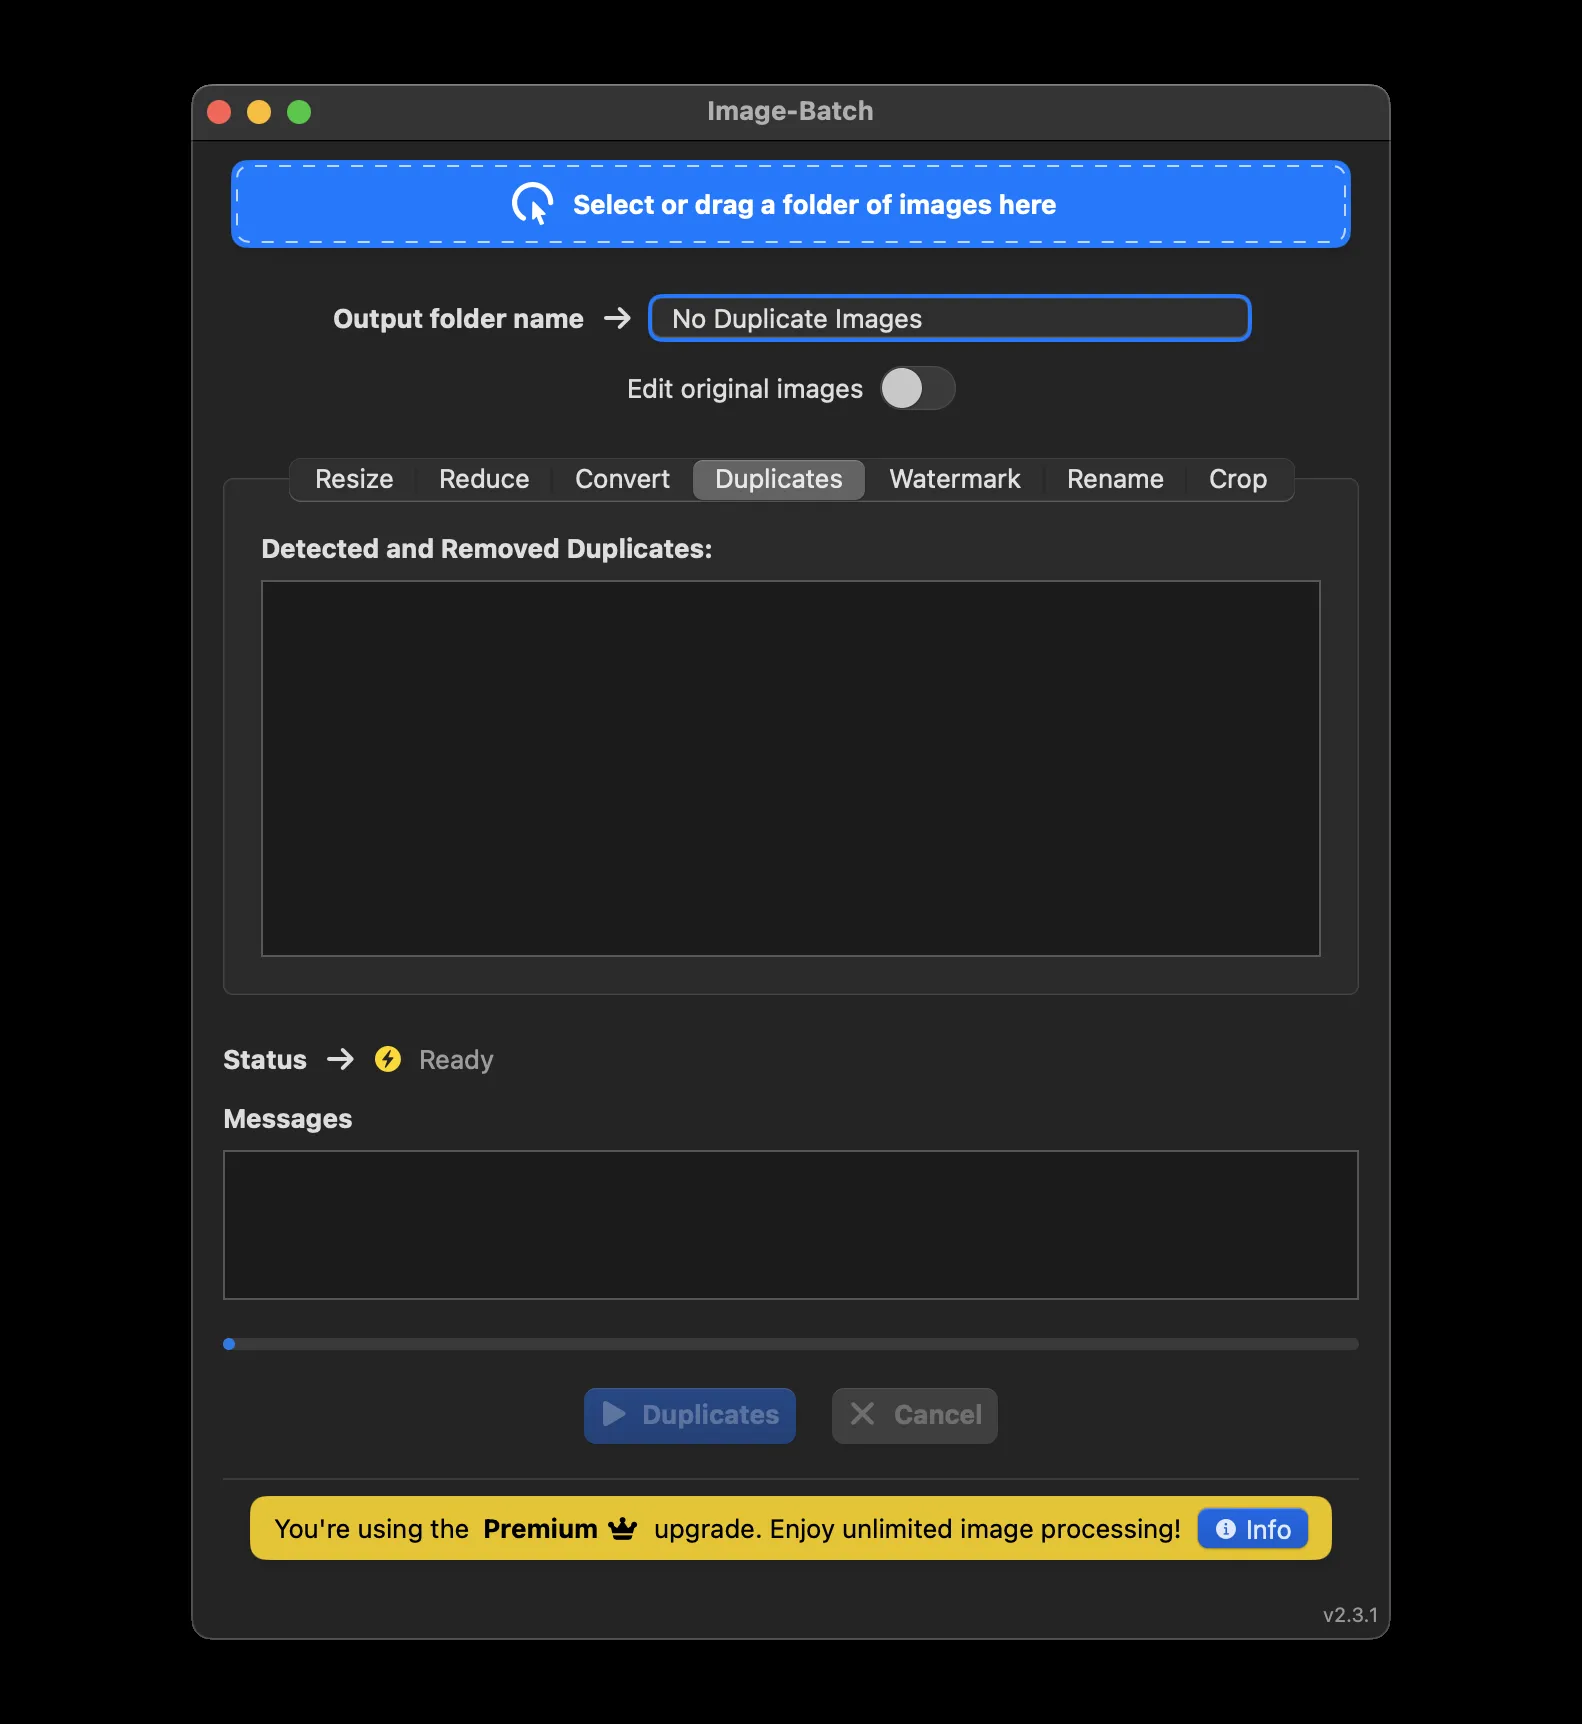 Image-Batch
Select or drag a folder of images here
Output folder name → No Duplicate Images
Edit original images
Resize Reduce Convert Duplicates Watermark Rename Crop
Detected and Removed Duplicates:
Status → Ready
Messages
Duplicates Cancel
You're using the Premium upgrade. Enjoy unlimited image processing! Info
v2.3.1